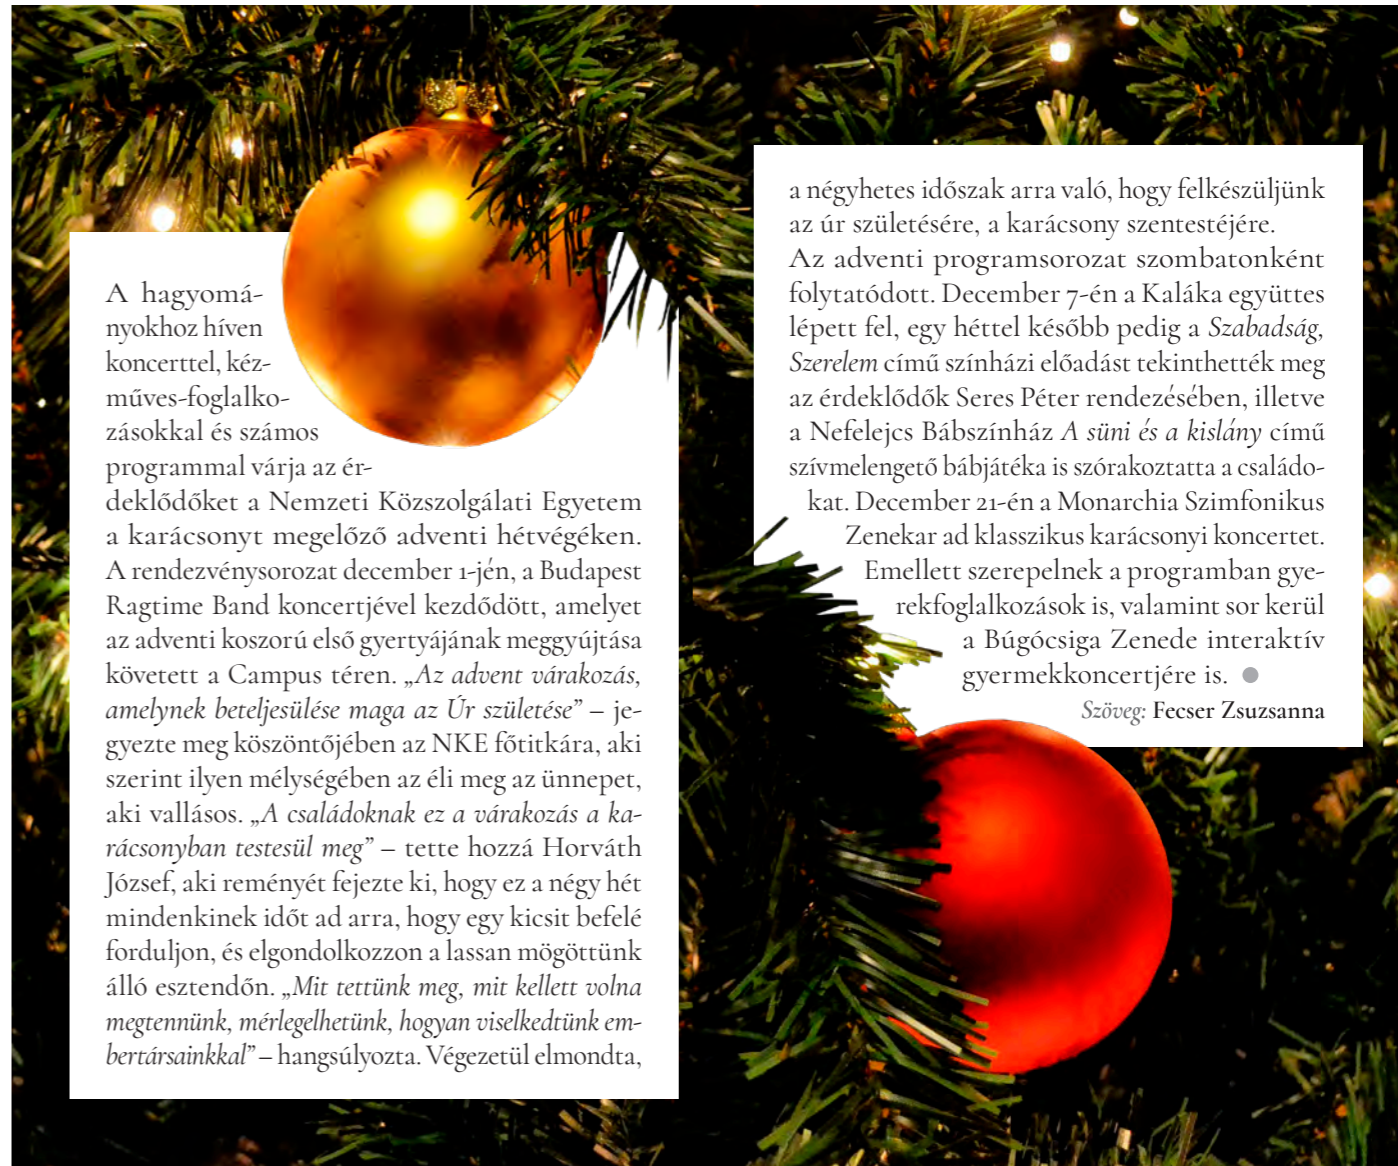 A hagyomá-
nyokhoz híven
koncerttel, kéz-
műves-foglalko-
zásokkal és számos
programmal várja az ér-
deklődőket a Nemzeti Közszolgálati Egyetem
a karácsonyt megelőző adventi hétvégéken.
A rendezvénysorozat december 1-jén, a Budapest
Ragtime Band koncertjével kezdődött, amelyet
az adventi koszorú első gyertyájának meggyújtása
követett a Campus téren. „Az advent várakozás,
amelynek beteljesülése maga az Úr születése” – je-
gyezte meg köszöntőjében az NKE főtitkára, aki
szerint ilyen mélységében az éli meg az ünnepet,
aki vallásos. „A családoknak ez a várakozás a ka-
rácsonyban testesül meg” – tette hozzá Horváth
József, aki reményét fejezte ki, hogy ez a négy hét
mindenkinek időt ad arra, hogy egy kicsit befelé
forduljon, és elgondolkozzon a lassan mögöttünk
álló esztendőn. „Mit tettünk meg, mit kellett volna
megtennünk, mérlegelhetünk, hogyan viselkedtünk em-
bertársainkkal” – hangsúlyozta. Végezetül elmondta,
a négyhetes időszak arra való, hogy felkészüljünk
az úr születésére, a karácsony szentestéjére.
Az adventi programsorozat szombatonként
folytatódott. December 7-én a Kaláka együttes
lépett fel, egy héttel később pedig a Szabadság,
Szerelem című színházi előadást tekinthették meg
az érdeklődők Seres Péter rendezésében, illetve
a Nefelejcs Bábszínház A süni és a kislány című
szívmelengető bábjátéka is szórakoztatta a családo-
kat. December 21-én a Monarchia Szimfonikus
Zenekar ad klasszikus karácsonyi koncertet.
Emellett szerepelnek a programban gye-
rekfoglalkozások is, valamint sor kerül
a Búgócsiga Zenede interaktív
gyermekkoncertjére is. ●
Szöveg: Fecser Zsuzsanna